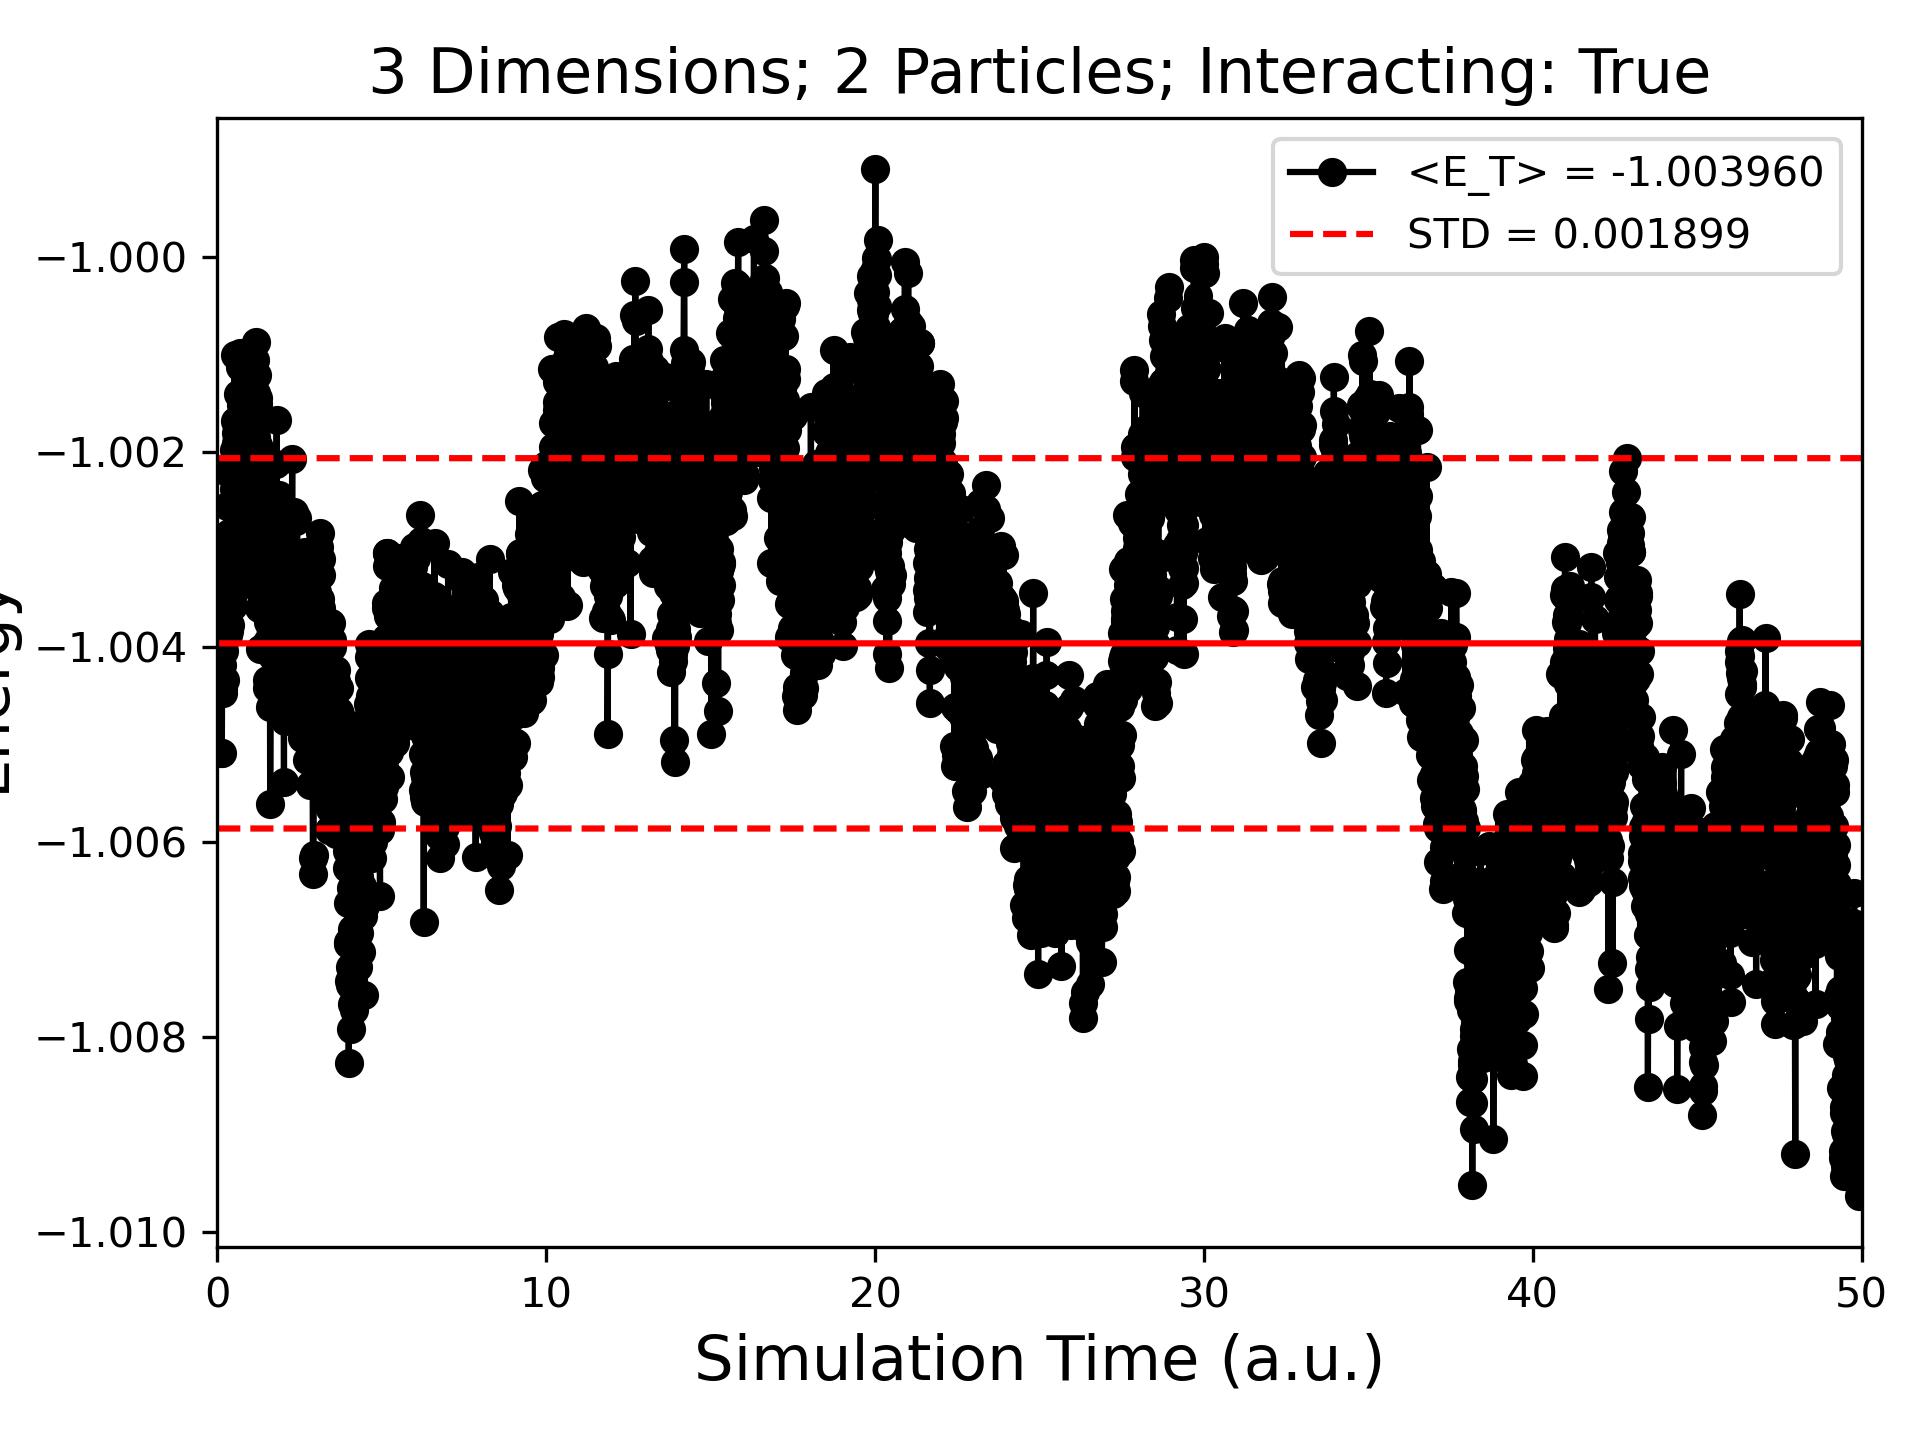 3 Dimensions; 2 Particles; Interacting: True
<E_T> = -1.003960
STD = 0.001899
−1.000
−1.002
−1.004
−1.006
−1.008
−1.010
0 10 20 30 40 50
Simulation Time (a.u.)